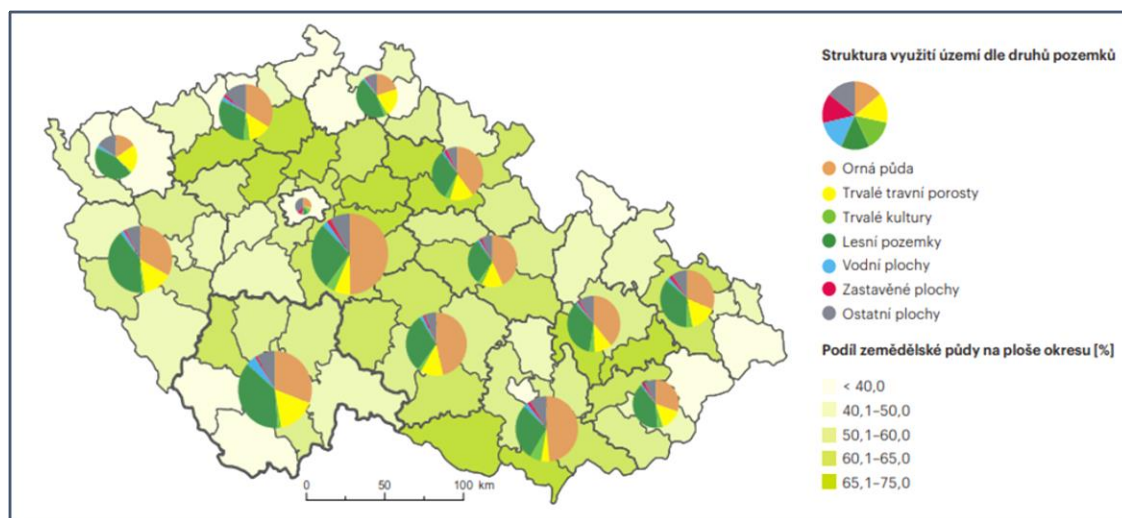 Struktura využití území dle druhů pozemků
Orná půda
Trvalé travní porosty
Trvalé kultury
Lesní pozemky
Vodní plochy
Zastavěné plochy
Ostatní plochy
Podíl zemědělské půdy na ploše okresu [%]
< 40,0
40,1–50,0
50,1–60,0
60,1–65,0
65,1–75,0
0 50 100 km